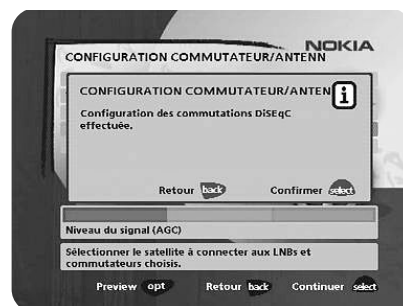 NOKIA
CONFIGURATION COMMUTATEUR/ANTENN
CONFIGURATION COMMUTATEUR/ANTEN
i
Configuration des commutations DiSEqC
effectuée.
Retour back Confirmer select
Niveau du signal (AGC)
Sélectionner le satellite à connecter aux LNBs et
commutateurs choisis.
Preview opt Retour back Continuer select